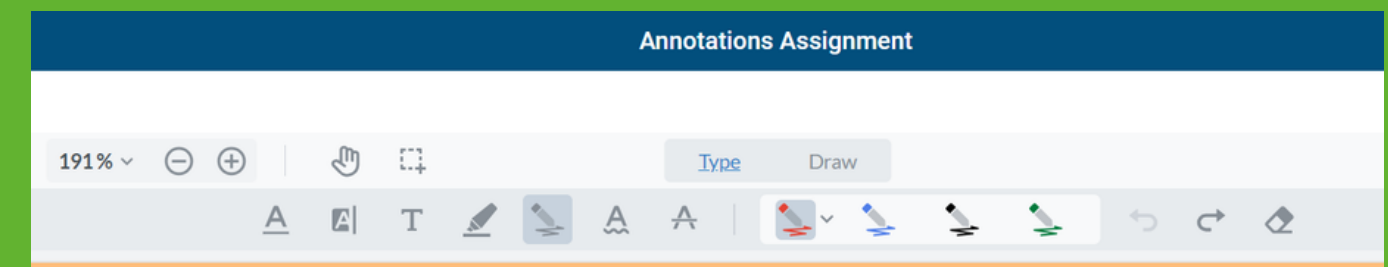 Annotations Assignment
191% Type Draw
A A T A A